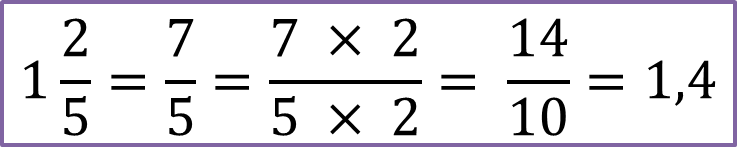 1 2/5 = 7/5 = 7 × 2/5 × 2 = 14/10 = 1,4